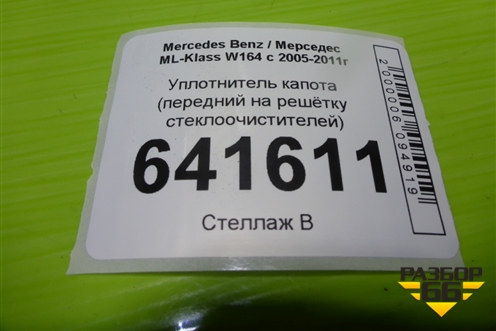 Mercedes Benz / Мерседес
ML-Klass W164 с 2005-2011г
Уплотнитель капота
(передний на решётку
стеклоочистителей)
641611
Стеллаж В
2000006094919
РАЗБОР
66